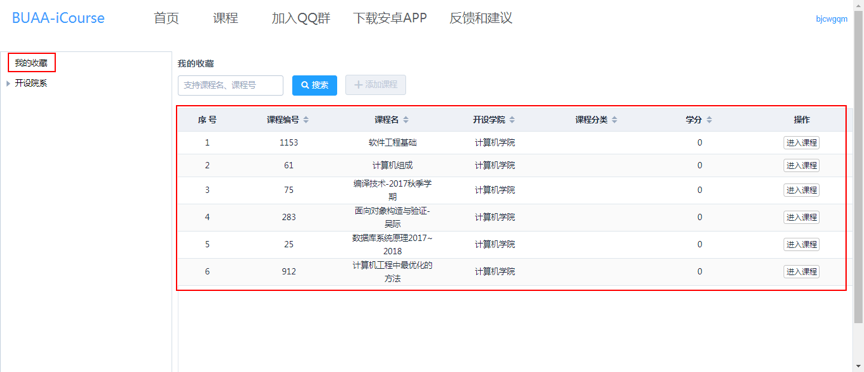 BUAA-iCourse 首页 课程 加入QQ群 下载安卓APP 反馈和建议 bjcwgqm
我的收藏
开设院系
我的收藏
支持课程名、课程号 搜索 添加课程
序 号 课程编号 课程名 开设学院 课程分类 学分 操作
1 1153 软件工程基础 计算机学院 0 进入课程
2 61 计算机组成 计算机学院 0 进入课程
3 75 编译技术-2017秋季学
期 计算机学院 0 进入课程
4 283 面向对象构造与验证-
吴际 计算机学院 0 进入课程
5 25 数据库系统原理2017~
2018 计算机学院 0 进入课程
6 912 计算机工程中最优化的
方法 计算机学院 0 进入课程